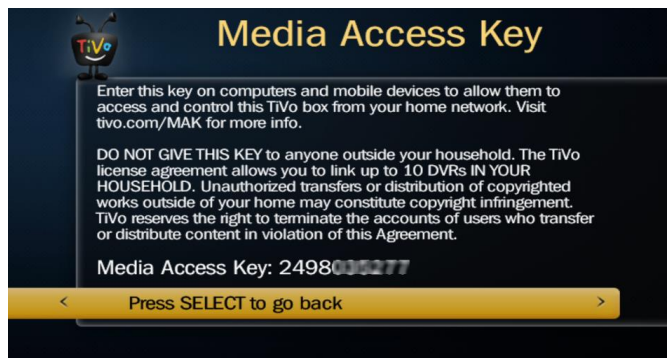 TiVo
Media Access Key
Enter this key on computers and mobile devices to allow them to
access and control this TiVo box from your home network. Visit
tivo.com/MAK for more info.
DO NOT GIVE THIS KEY to anyone outside your household. The TiVo
license agreement allows you to link up to 10 DVRs IN YOUR
HOUSEHOLD. Unauthorized transfers or distribution of copyrighted
works outside of your home may constitute copyright infringement.
TiVo reserves the right to terminate the accounts of users who transfer
or distribute content in violation of this Agreement.
Media Access Key: 2498
< Press SELECT to go back >